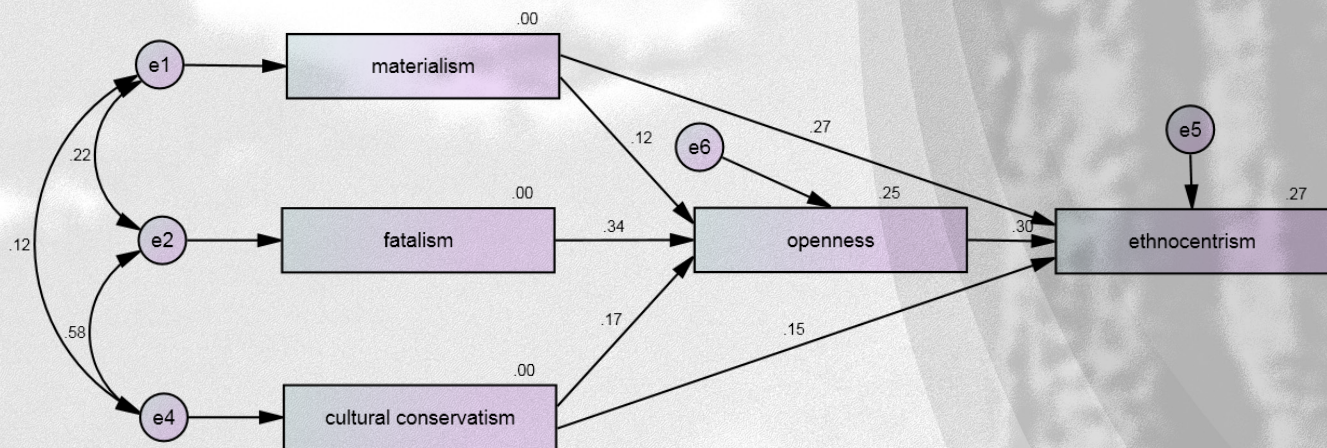 .00
e1
materialism
.27
.12
e6
e5
.22
.00
.25
.27
.12
e2
fatalism
.34
openness
.30
ethnocentrism
.58
.17
.15
.00
e4
cultural conservatism